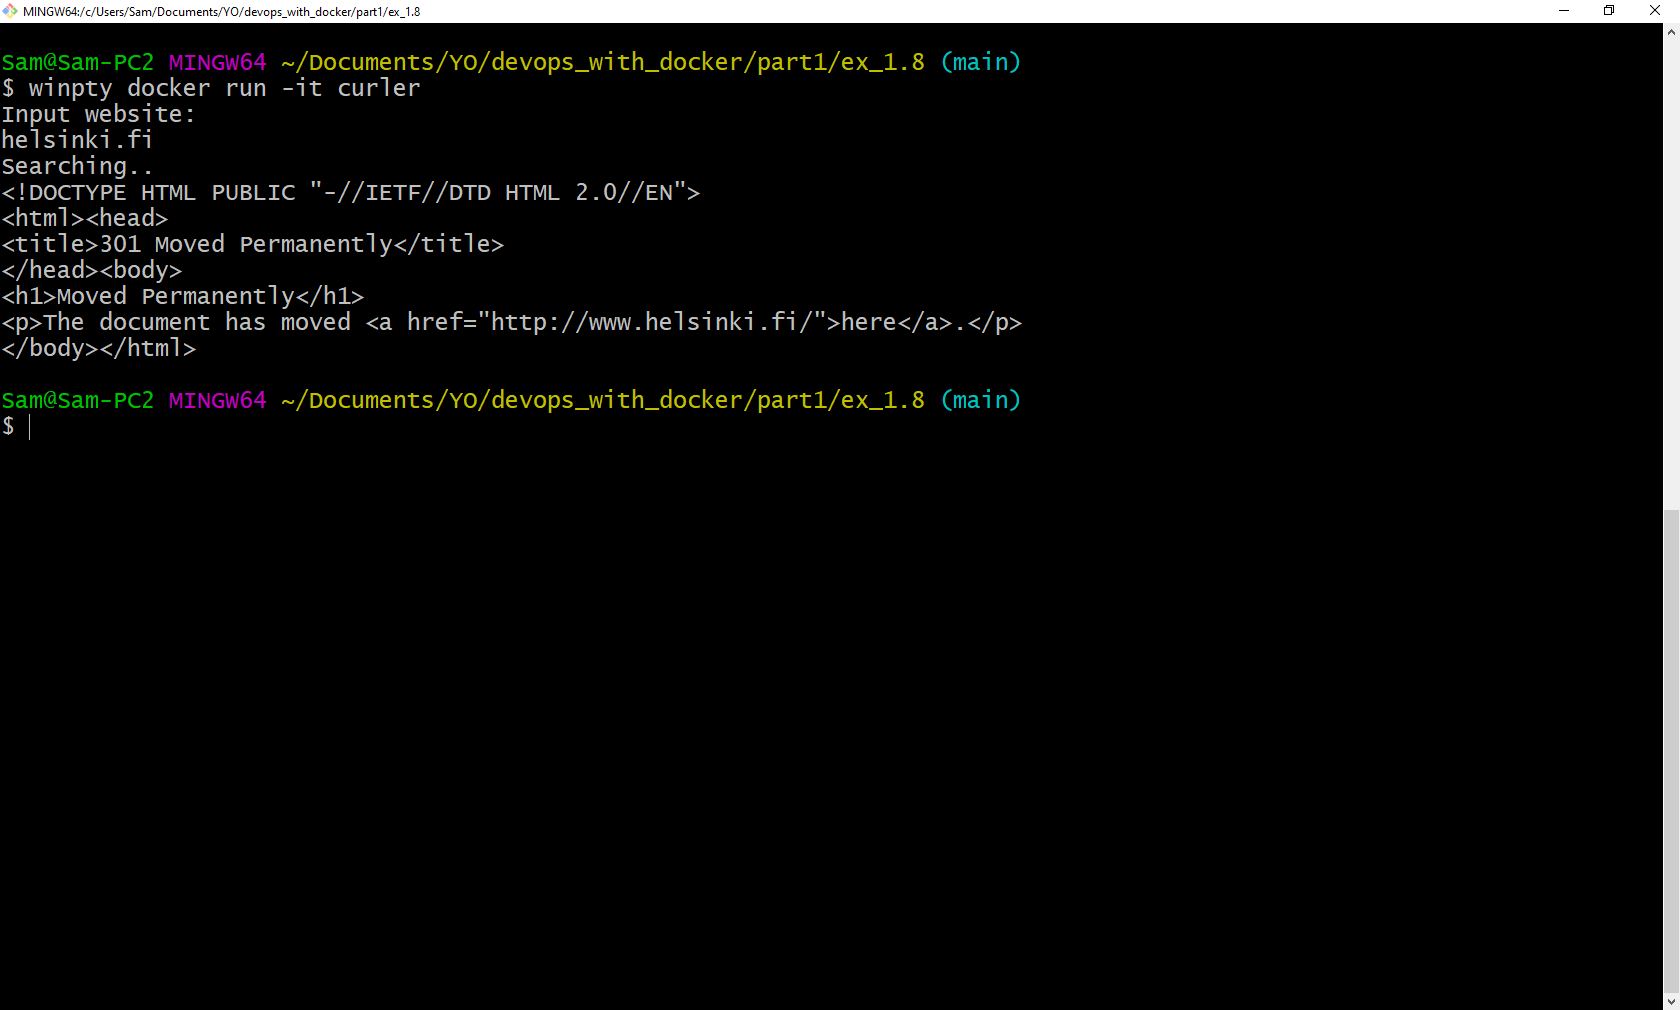 MINGW64:/c/Users/Sam/Documents/YO/devops_with_docker/part1/ex_1.8
Sam@Sam-PC2 MINGW64 ~/Documents/YO/devops_with_docker/part1/ex_1.8 (main)
$ winpty docker run -it curler
Input website:
helsinki.fi
Searching..
<!DOCTYPE HTML PUBLIC "-//IETF//DTD HTML 2.0//EN">
<html><head>
<title>301 Moved Permanently</title>
</head><body>
<h1>Moved Permanently</h1>
<p>The document has moved <a href="http://www.helsinki.fi/">here</a>.</p>
</body></html>
Sam@Sam-PC2 MINGW64 ~/Documents/YO/devops_with_docker/part1/ex_1.8 (main)
$